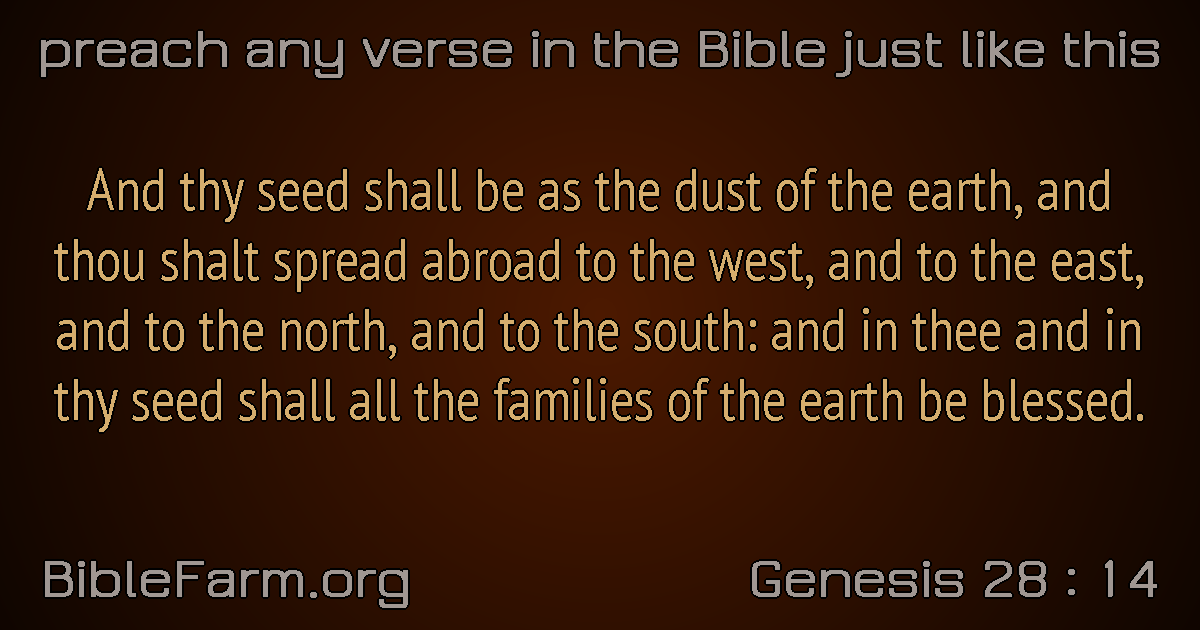 preach any verse in the Bible just like this
And thy seed shall be as the dust of the earth, and
thou shalt spread abroad to the west, and to the east,
and to the north, and to the south: and in thee and in
thy seed shall all the families of the earth be blessed.
BibleFarm.org
Genesis 28 : 14